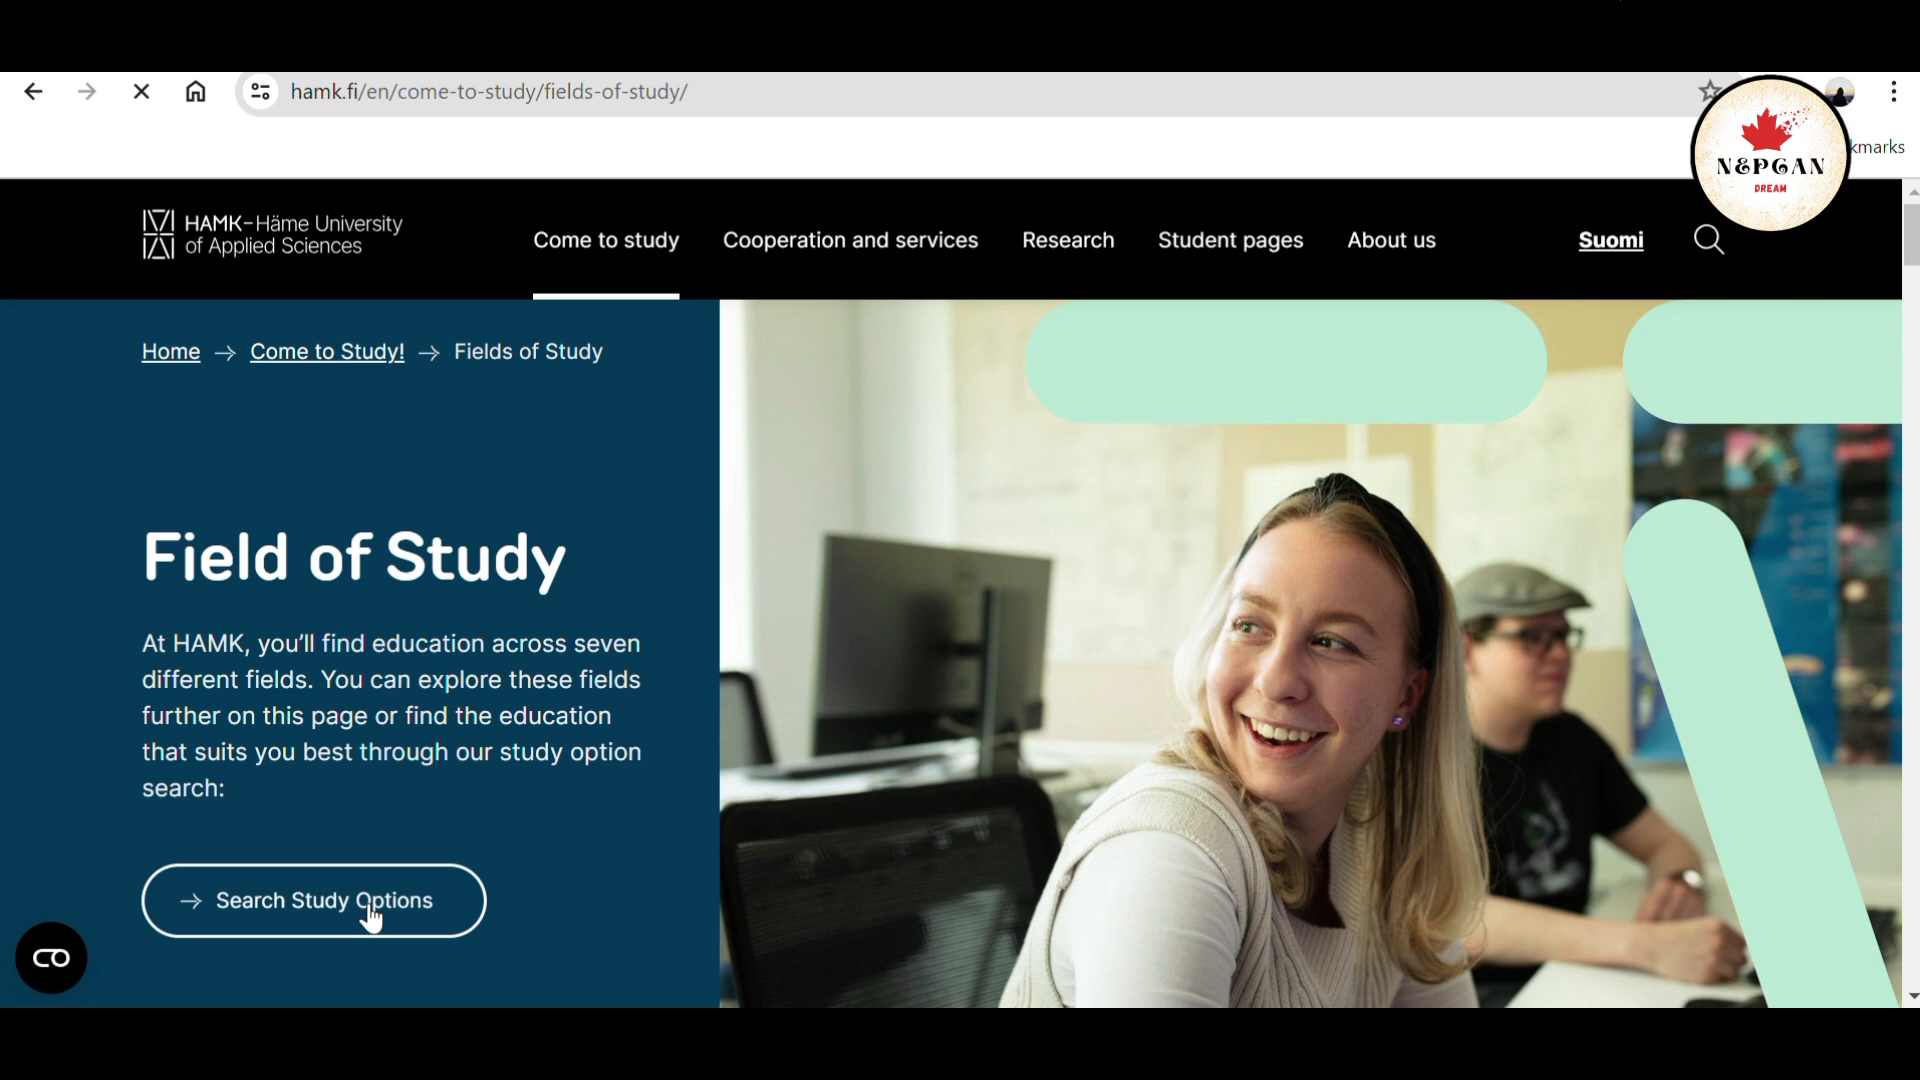 hamk.fi/en/come-to-study/fields-of-study/
kmarks
N&PGAN
DREAM
HAMK–Häme University
of Applied Sciences
Come to study
Cooperation and services
Research
Student pages
About us
Suomi
Home → Come to Study! → Fields of Study
Field of Study
At HAMK, you’ll find education across seven
different fields. You can explore these fields
further on this page or find the education
that suits you best through our study option
search:
→ Search Study Options